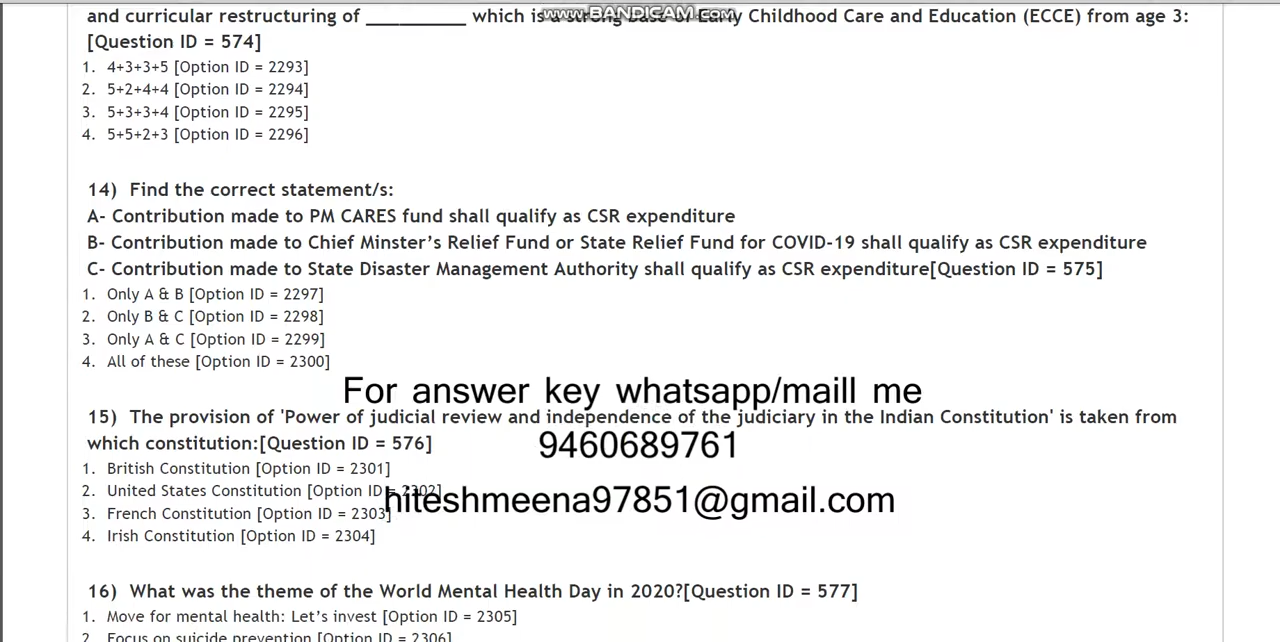 www.BANDICAM.com
and curricular restructuring of __________ which is a strong base of Early Childhood Care and Education (ECCE) from age 3:
[Question ID = 574]
1. 4+3+3+5 [Option ID = 2293]
2. 5+2+4+4 [Option ID = 2294]
3. 5+3+3+4 [Option ID = 2295]
4. 5+5+2+3 [Option ID = 2296]
14) Find the correct statement/s:
A- Contribution made to PM CARES fund shall qualify as CSR expenditure
B- Contribution made to Chief Minster’s Relief Fund or State Relief Fund for COVID-19 shall qualify as CSR expenditure
C- Contribution made to State Disaster Management Authority shall qualify as CSR expenditure[Question ID = 575]
1. Only A & B [Option ID = 2297]
2. Only B & C [Option ID = 2298]
3. Only A & C [Option ID = 2299]
4. All of these [Option ID = 2300]
For answer key whatsapp/maill me
15) The provision of 'Power of judicial review and independence of the judiciary in the Indian Constitution' is taken from
which constitution:[Question ID = 576]
9460689761
1. British Constitution [Option ID = 2301]
2. United States Constitution [Option ID = 2302]
hiteshmeena97851@gmail.com
3. French Constitution [Option ID = 2303]
4. Irish Constitution [Option ID = 2304]
16) What was the theme of the World Mental Health Day in 2020?[Question ID = 577]
1. Move for mental health: Let’s invest [Option ID = 2305]
2. Focus on suicide prevention [Option ID = 2306]